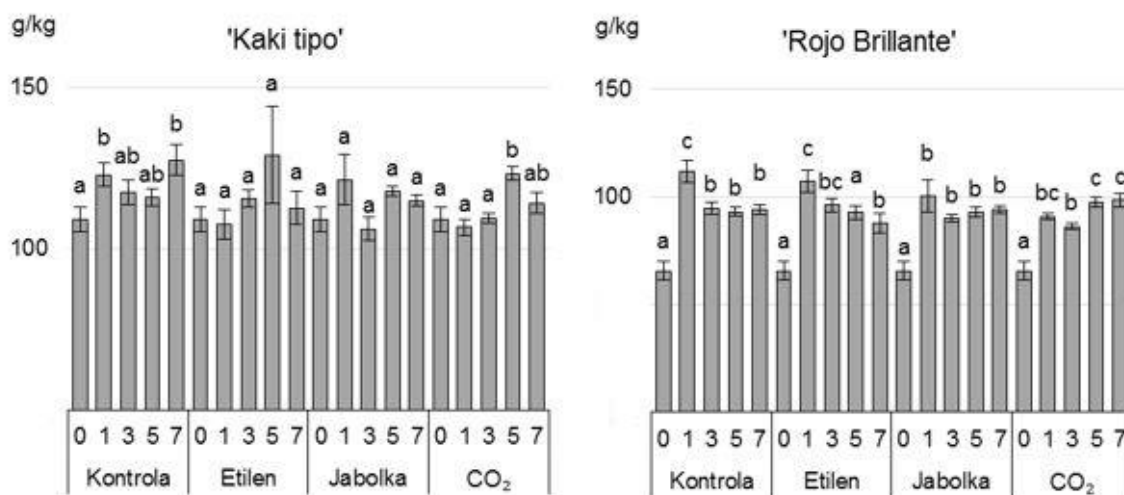 g/kg
'Kaki tipo'
150
100
a b ab ab b a a a a a a a a a a a a a b ab
0 1 3 5 7 0 1 3 5 7 0 1 3 5 7 0 1 3 5 7
Kontrola Etilen Jabolka CO₂
g/kg
'Rojo Brillante'
150
100
a c b b b a c bc a b a b b b b a bc b c c
0 1 3 5 7 0 1 3 5 7 0 1 3 5 7 0 1 3 5 7
Kontrola Etilen Jabolka CO₂